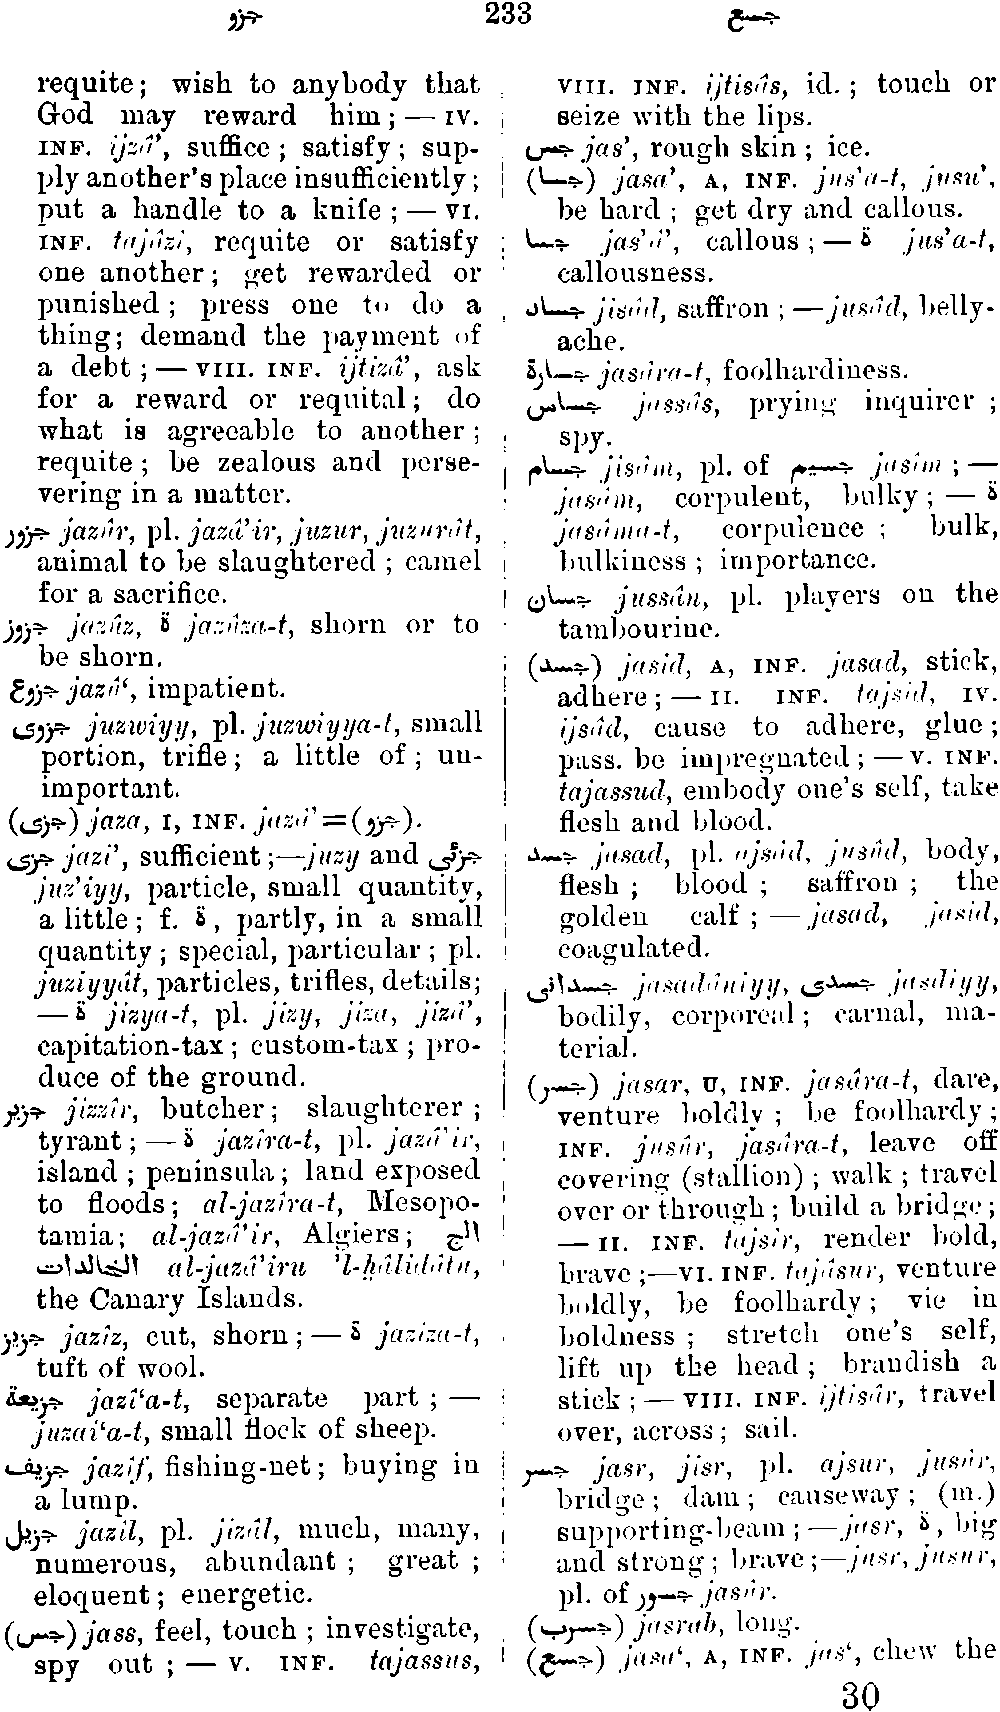 جزو 233 جسع
requite; wish to anybody that
God may reward him; — IV.
INF. ijzâ’, suffice; satisfy; sup-
ply another's place insufficiently;
put a handle to a knife; — VI.
INF. tajâzi, requite or satisfy
one another; get rewarded or
punished; press one to do a
thing; demand the payment of
a debt; — VIII. INF. ijtizâ’, ask
for a reward or requital; do
what is agreeable to another;
requite; be zealous and perse-
vering in a matter.
جزور jazûr, pl. jazâ’ir, juzur, juzurât,
animal to be slaughtered; camel
for a sacrifice.
جزوز jazûz, ة jazûza-t, shorn or to
be shorn.
جزوع jazû‘, impatient.
جزوى juzwiyy, pl. juzwiyya-t, small
portion, trifle; a little of; un-
important.
(جزى) jaza, I, INF. jazâ’ = (جزو).
جزى jazi’, sufficient; — juzy and جزئى
juz’iyy, particle, small quantity,
a little; f. ة, partly, in a small
quantity; special, particular; pl.
juziyyât, particles, trifles, details;
— ة jizya-t, pl. jizy, jiza, jizâ’,
capitation-tax; custom-tax; pro-
duce of the ground.
جزير jizzîr, butcher; slaughterer;
tyrant; — ة jazîra-t, pl. jazâ’ir,
island; peninsula; land exposed
to floods; al-jazîra-t, Mesopo-
tamia; al-jazâ’ir, Algiers; الج
الخالدات al-jazâ’iru ’l-ḫâlidâtu,
the Canary Islands.
جزيز jazîz, cut, shorn; — ة jaziza-t,
tuft of wool.
جزيعة jazî‘a-t, separate part; —
juzai‘a-t, small flock of sheep.
جزيف jazîf, fishing-net; buying in
a lump.
جزيل jazîl, pl. jizâl, much, many,
numerous, abundant; great;
eloquent; energetic.
(جس) jass, feel, touch; investigate,
spy out; — V. INF. tajassus,
VIII. INF. ijtisâs, id.; touch or
seize with the lips.
جس jas’, rough skin; ice.
(جسا) jasa’, A, INF. jus’a-t, jusu’,
be hard; get dry and callous.
جسا jas’â’, callous; — ة jus’a-t,
callousness.
جساد jisâd, saffron; — jusâd, belly-
ache.
جسارة jasâra-t, foolhardiness.
جساس jassâs, prying inquirer;
spy.
جسام jisâm, pl. of جسيم jasîm; —
jusâm, corpulent, bulky; — ة
jasâma-t, corpulence; bulk,
bulkiness; importance.
جسان jussân, pl. players on the
tambourine.
(جسد) jasid, A, INF. jasad, stick,
adhere; — II. INF. tajsîd, IV.
ijsâd, cause to adhere, glue;
pass. be impregnated; — V. INF.
tajassud, embody one's self, take
flesh and blood.
جسد jasad, pl. ajsâd, jusûd, body,
flesh; blood; saffron; the
golden calf; — jasad, jasid,
coagulated.
جسدانى jasadâniyy, جسدى jasdiyy,
bodily, corporeal; carnal, ma-
terial.
(جسر) jasar, U, INF. jasâra-t, dare,
venture boldly; be foolhardy;
INF. jusûr, jasâra-t, leave off
covering (stallion); walk; travel
over or through; build a bridge;
— II. INF. tajsîr, render bold,
brave; — VI. INF. tajâsur, venture
boldly, be foolhardy; vie in
boldness; stretch one's self,
lift up the head; brandish a
stick; — VIII. INF. ijtisâr, travel
over, across; sail.
جسر jasr, jisr, pl. ajsur, jusûr,
bridge; dam; causeway; (m.)
supporting-beam; — jasr, ة, big
and strong; brave; — jusr, jusur,
pl. of جسور jasûr.
(جسرب) jasrab, long.
(جسع) jasa‘, A, INF. jas‘, chew the
30